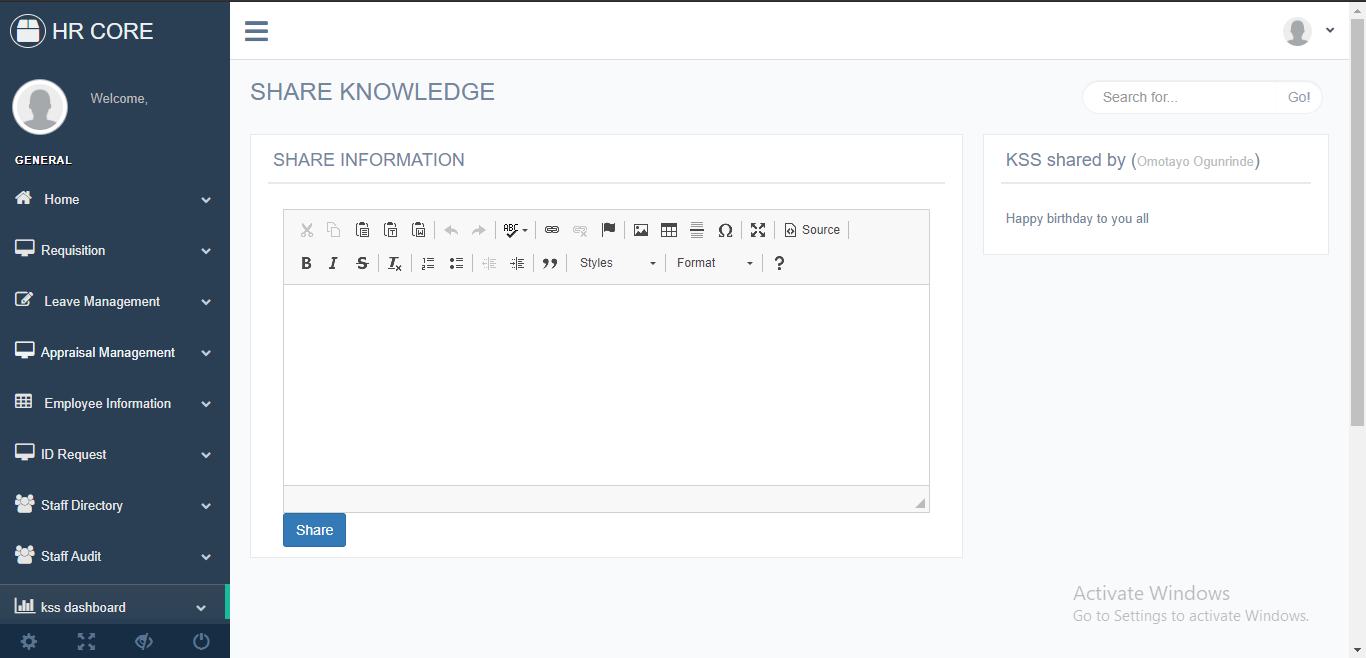 HR CORE
Welcome,
GENERAL
Home
Requisition
Leave Management
Appraisal Management
Employee Information
ID Request
Staff Directory
Staff Audit
kss dashboard
SHARE KNOWLEDGE
Search for... Go!
SHARE INFORMATION
ABC Ω Source
B I S Tx Styles Format ?
Share
KSS shared by (Omotayo Ogunrinde)
Happy birthday to you all
Activate Windows
Go to Settings to activate Windows.